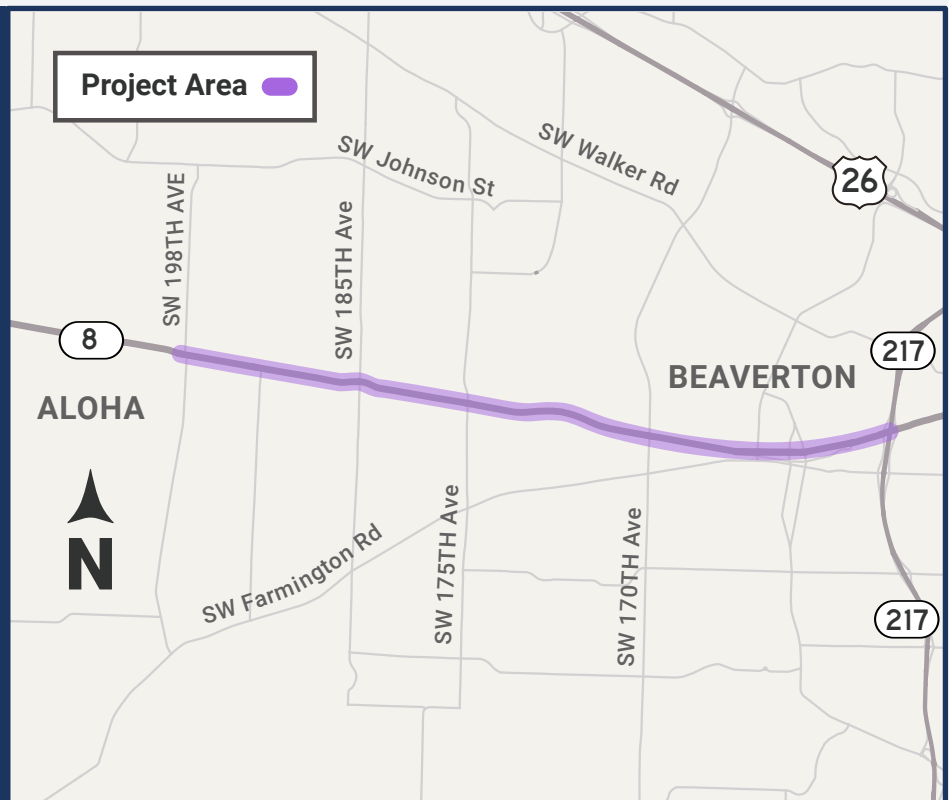 Project Area
SW Johnson St
SW Walker Rd
26
SW 198TH AVE
SW 185TH Ave
8
217
BEAVERTON
ALOHA
N
SW Farmington Rd
SW 175TH Ave
SW 170TH Ave
217